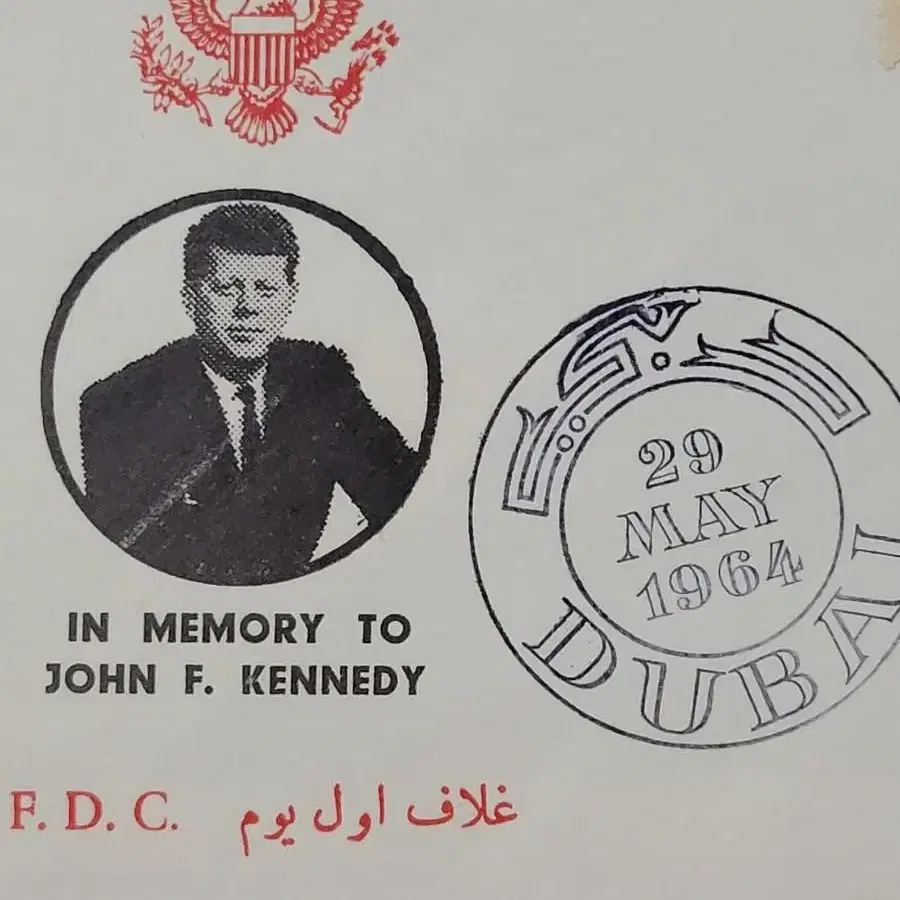 IN MEMORY TO
JOHN F. KENNEDY
29
MAY
1964
DUBAI
F. D. C. غلاف اول يوم